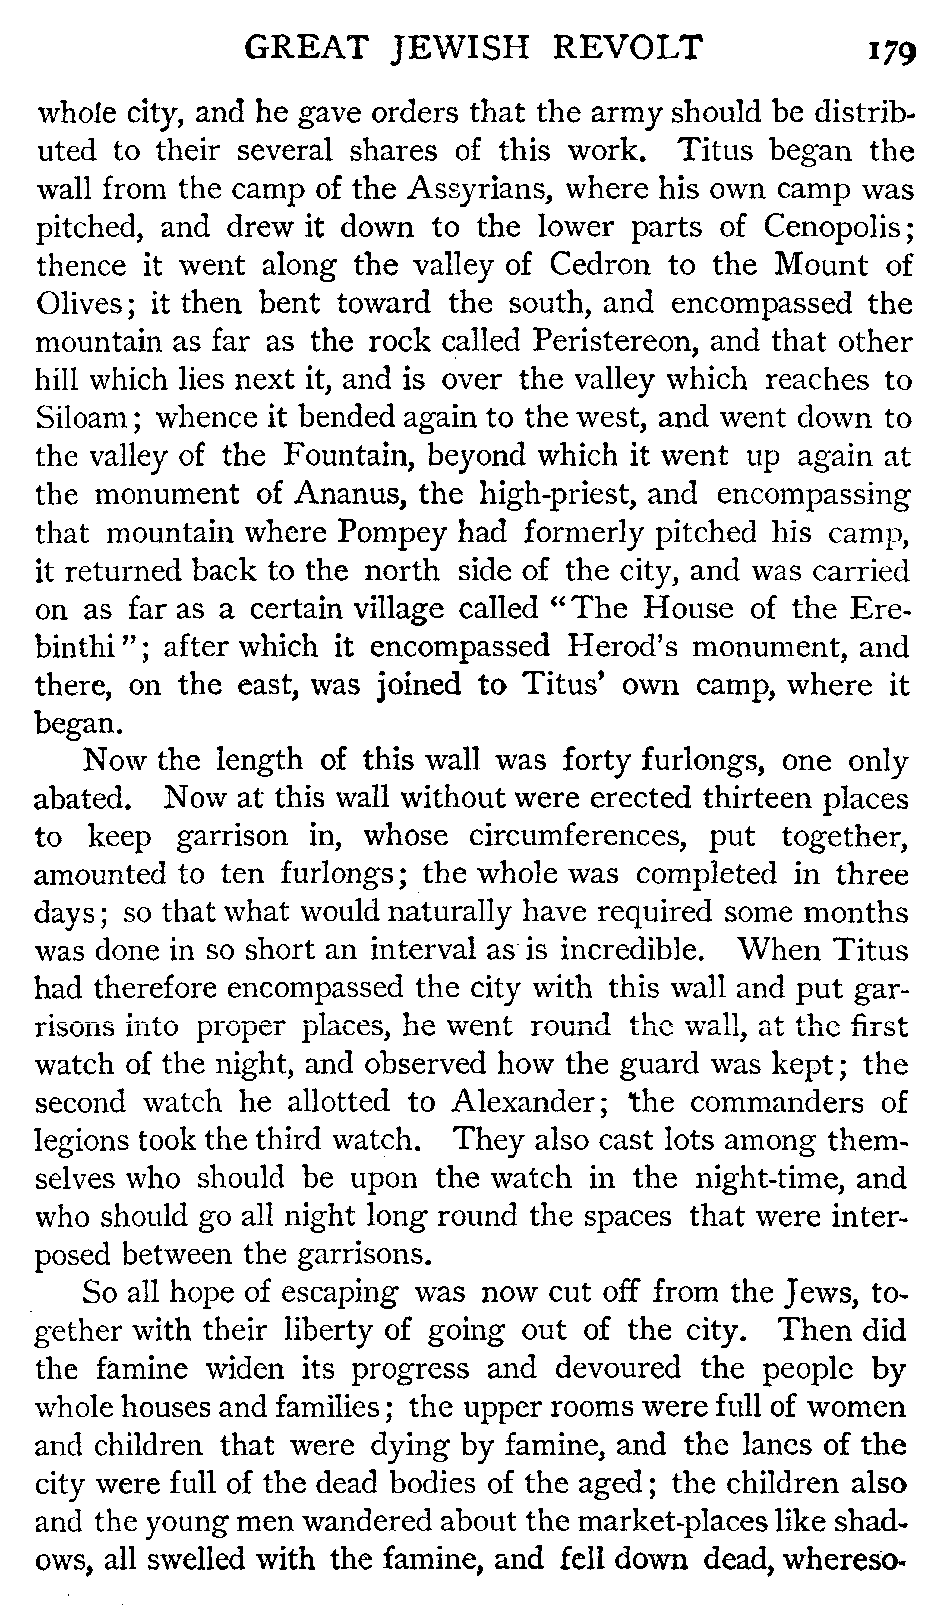 GREAT JEWISH REVOLT 179
whole city, and he gave orders that the army should be distrib-
uted to their several shares of this work. Titus began the
wall from the camp of the Assyrians, where his own camp was
pitched, and drew it down to the lower parts of Cenopolis;
thence it went along the valley of Cedron to the Mount of
Olives; it then bent toward the south, and encompassed the
mountain as far as the rock called Peristereon, and that other
hill which lies next it, and is over the valley which reaches to
Siloam; whence it bended again to the west, and went down to
the valley of the Fountain, beyond which it went up again at
the monument of Ananus, the high-priest, and encompassing
that mountain where Pompey had formerly pitched his camp,
it returned back to the north side of the city, and was carried
on as far as a certain village called "The House of the Ere-
binthi"; after which it encompassed Herod's monument, and
there, on the east, was joined to Titus' own camp, where it
began.
Now the length of this wall was forty furlongs, one only
abated. Now at this wall without were erected thirteen places
to keep garrison in, whose circumferences, put together,
amounted to ten furlongs; the whole was completed in three
days; so that what would naturally have required some months
was done in so short an interval as is incredible. When Titus
had therefore encompassed the city with this wall and put gar-
risons into proper places, he went round the wall, at the first
watch of the night, and observed how the guard was kept; the
second watch he allotted to Alexander; the commanders of
legions took the third watch. They also cast lots among them-
selves who should be upon the watch in the night-time, and
who should go all night long round the spaces that were inter-
posed between the garrisons.
So all hope of escaping was now cut off from the Jews, to-
gether with their liberty of going out of the city. Then did
the famine widen its progress and devoured the people by
whole houses and families; the upper rooms were full of women
and children that were dying by famine, and the lanes of the
city were full of the dead bodies of the aged; the children also
and the young men wandered about the market-places like shad-
ows, all swelled with the famine, and fell down dead, whereso-